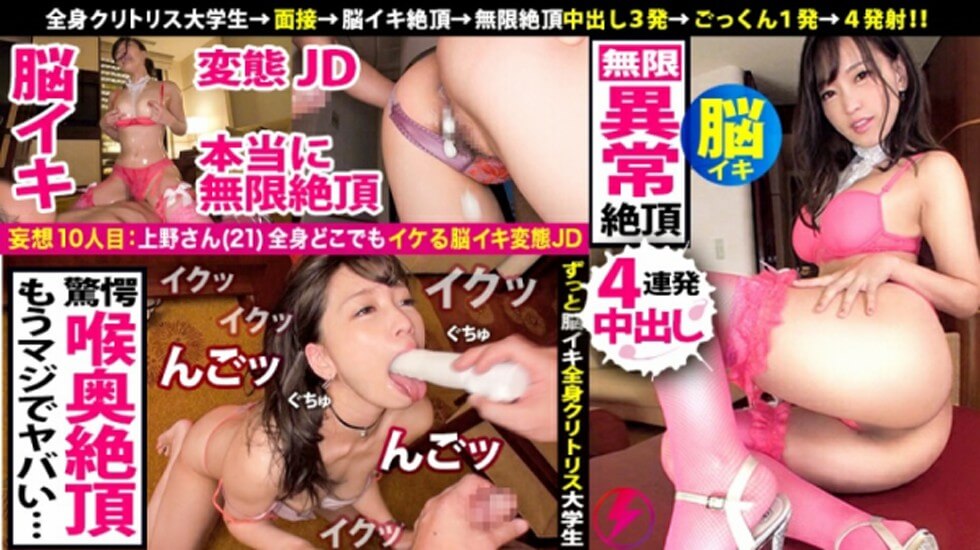 全身クリトリス大学生→面接→脳イキ絶頂→無限絶頂中出し3発→ごっくん1発→4発射!!
脳イキ
変態JD
本当に
無限絶頂
妄想10人目:上野さん(21)全身どこでもイケる脳イキ変態JD
無限
異常
絶頂
脳
イキ
4連発
中出し
驚愕
喉奥絶頂
もうマジでヤバい…
イクッ
イクッ
イクッ
んごッ
ぐちゅ
ぐちゅ
んごッ
イクッ
ずっと脳イキ全身クリトリス大学生